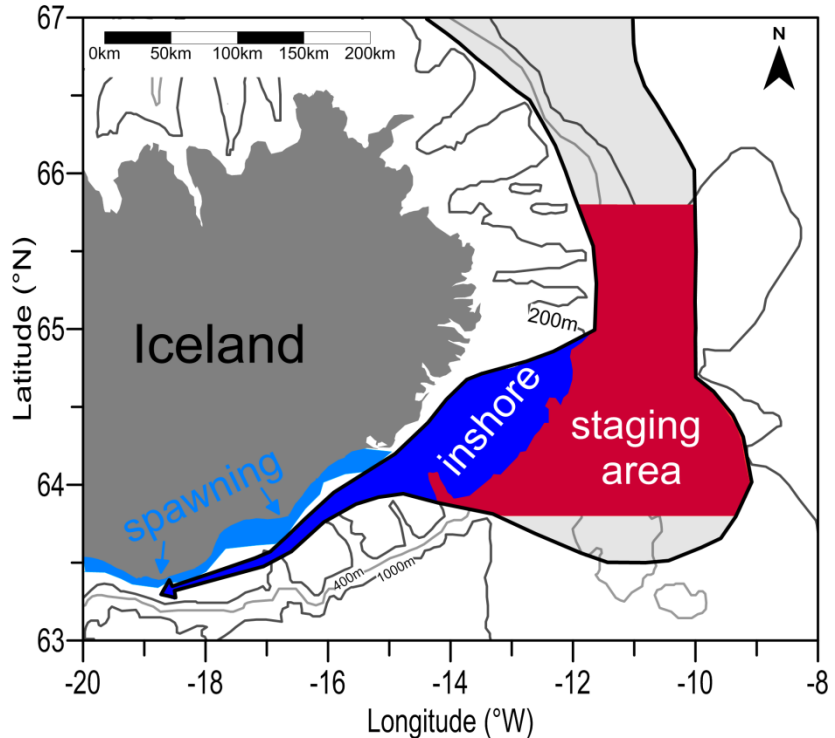 67
66
65
64
63
Latitude (°N)
0km 50km 100km 150km 200km
N
Iceland
200m
inshore
staging
area
spawning
400m
1000m
-20 -18 -16 -14 -12 -10 -8
Longitude (°W)